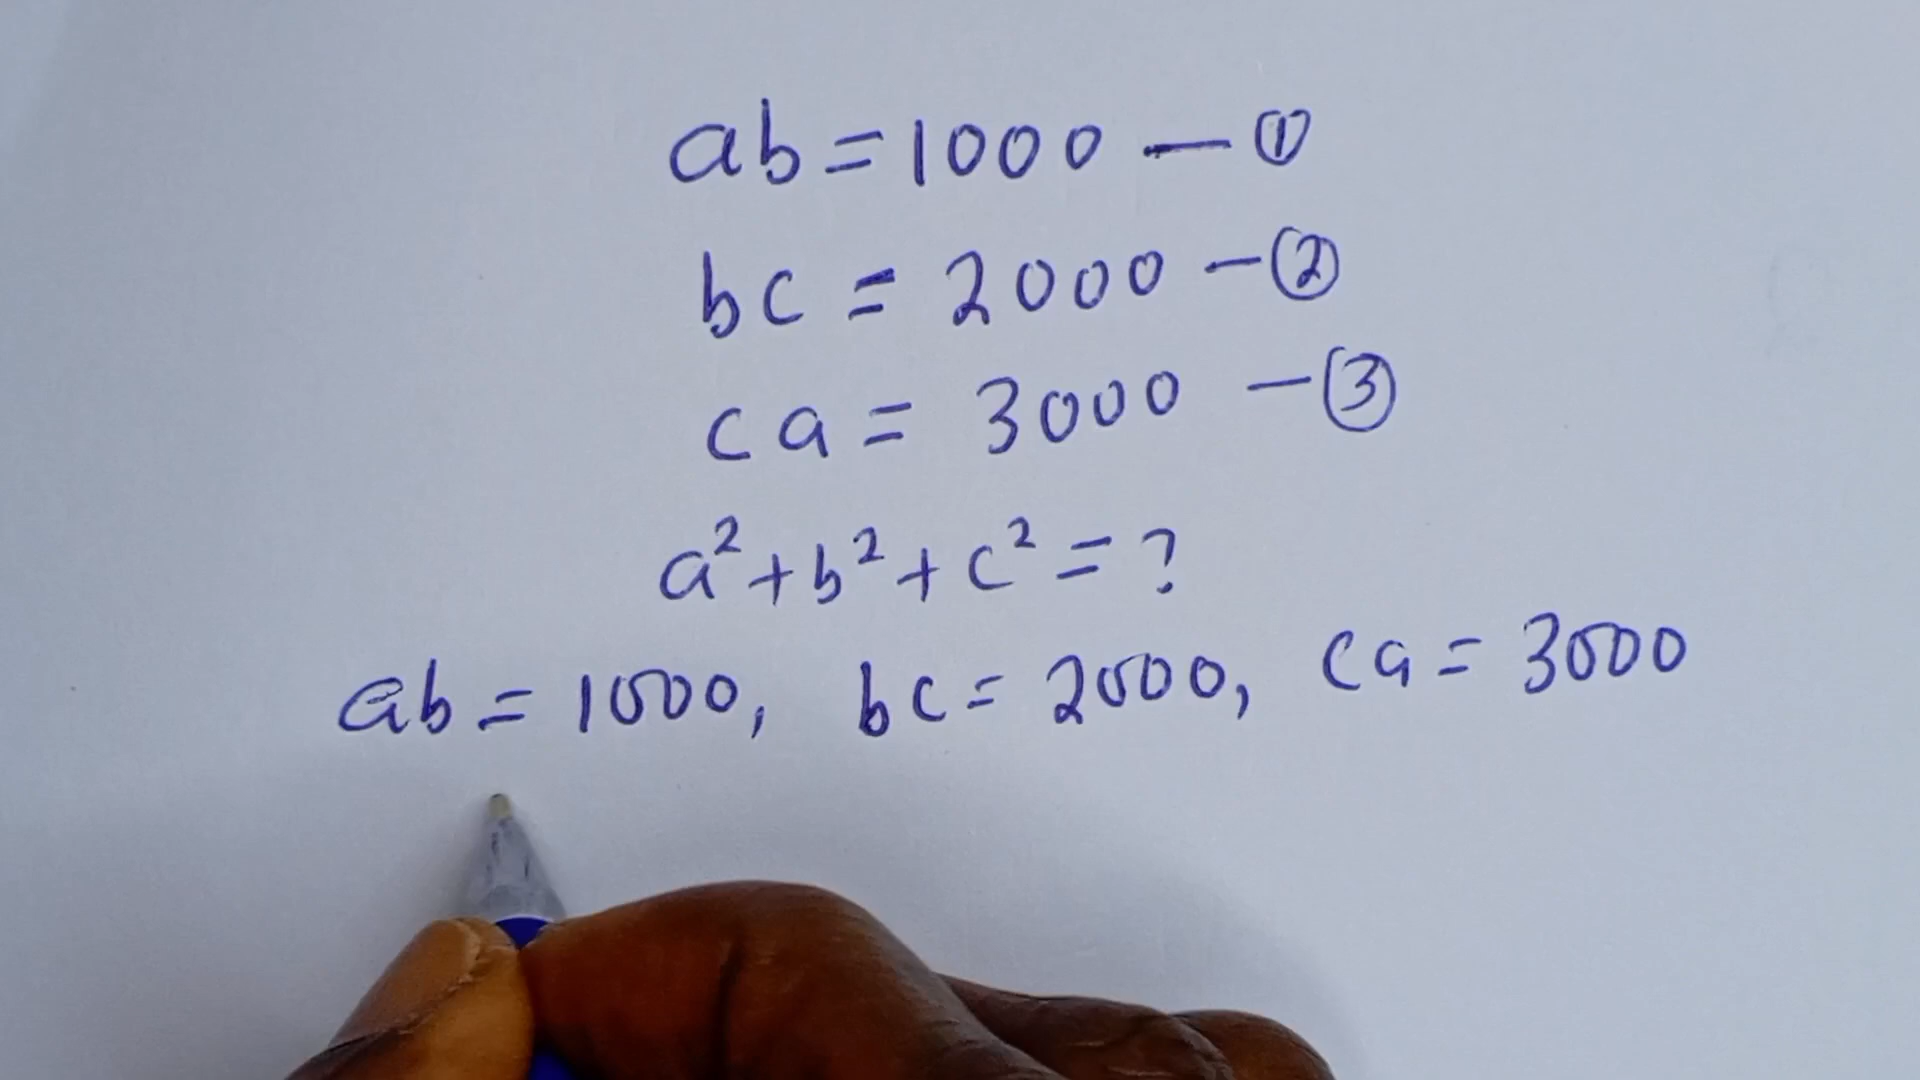 ab = 1000 — ①
bc = 2000 — ②
ca = 3000 — ③
a² + b² + c² = ?
ab = 1000, bc = 2000, ca = 3000